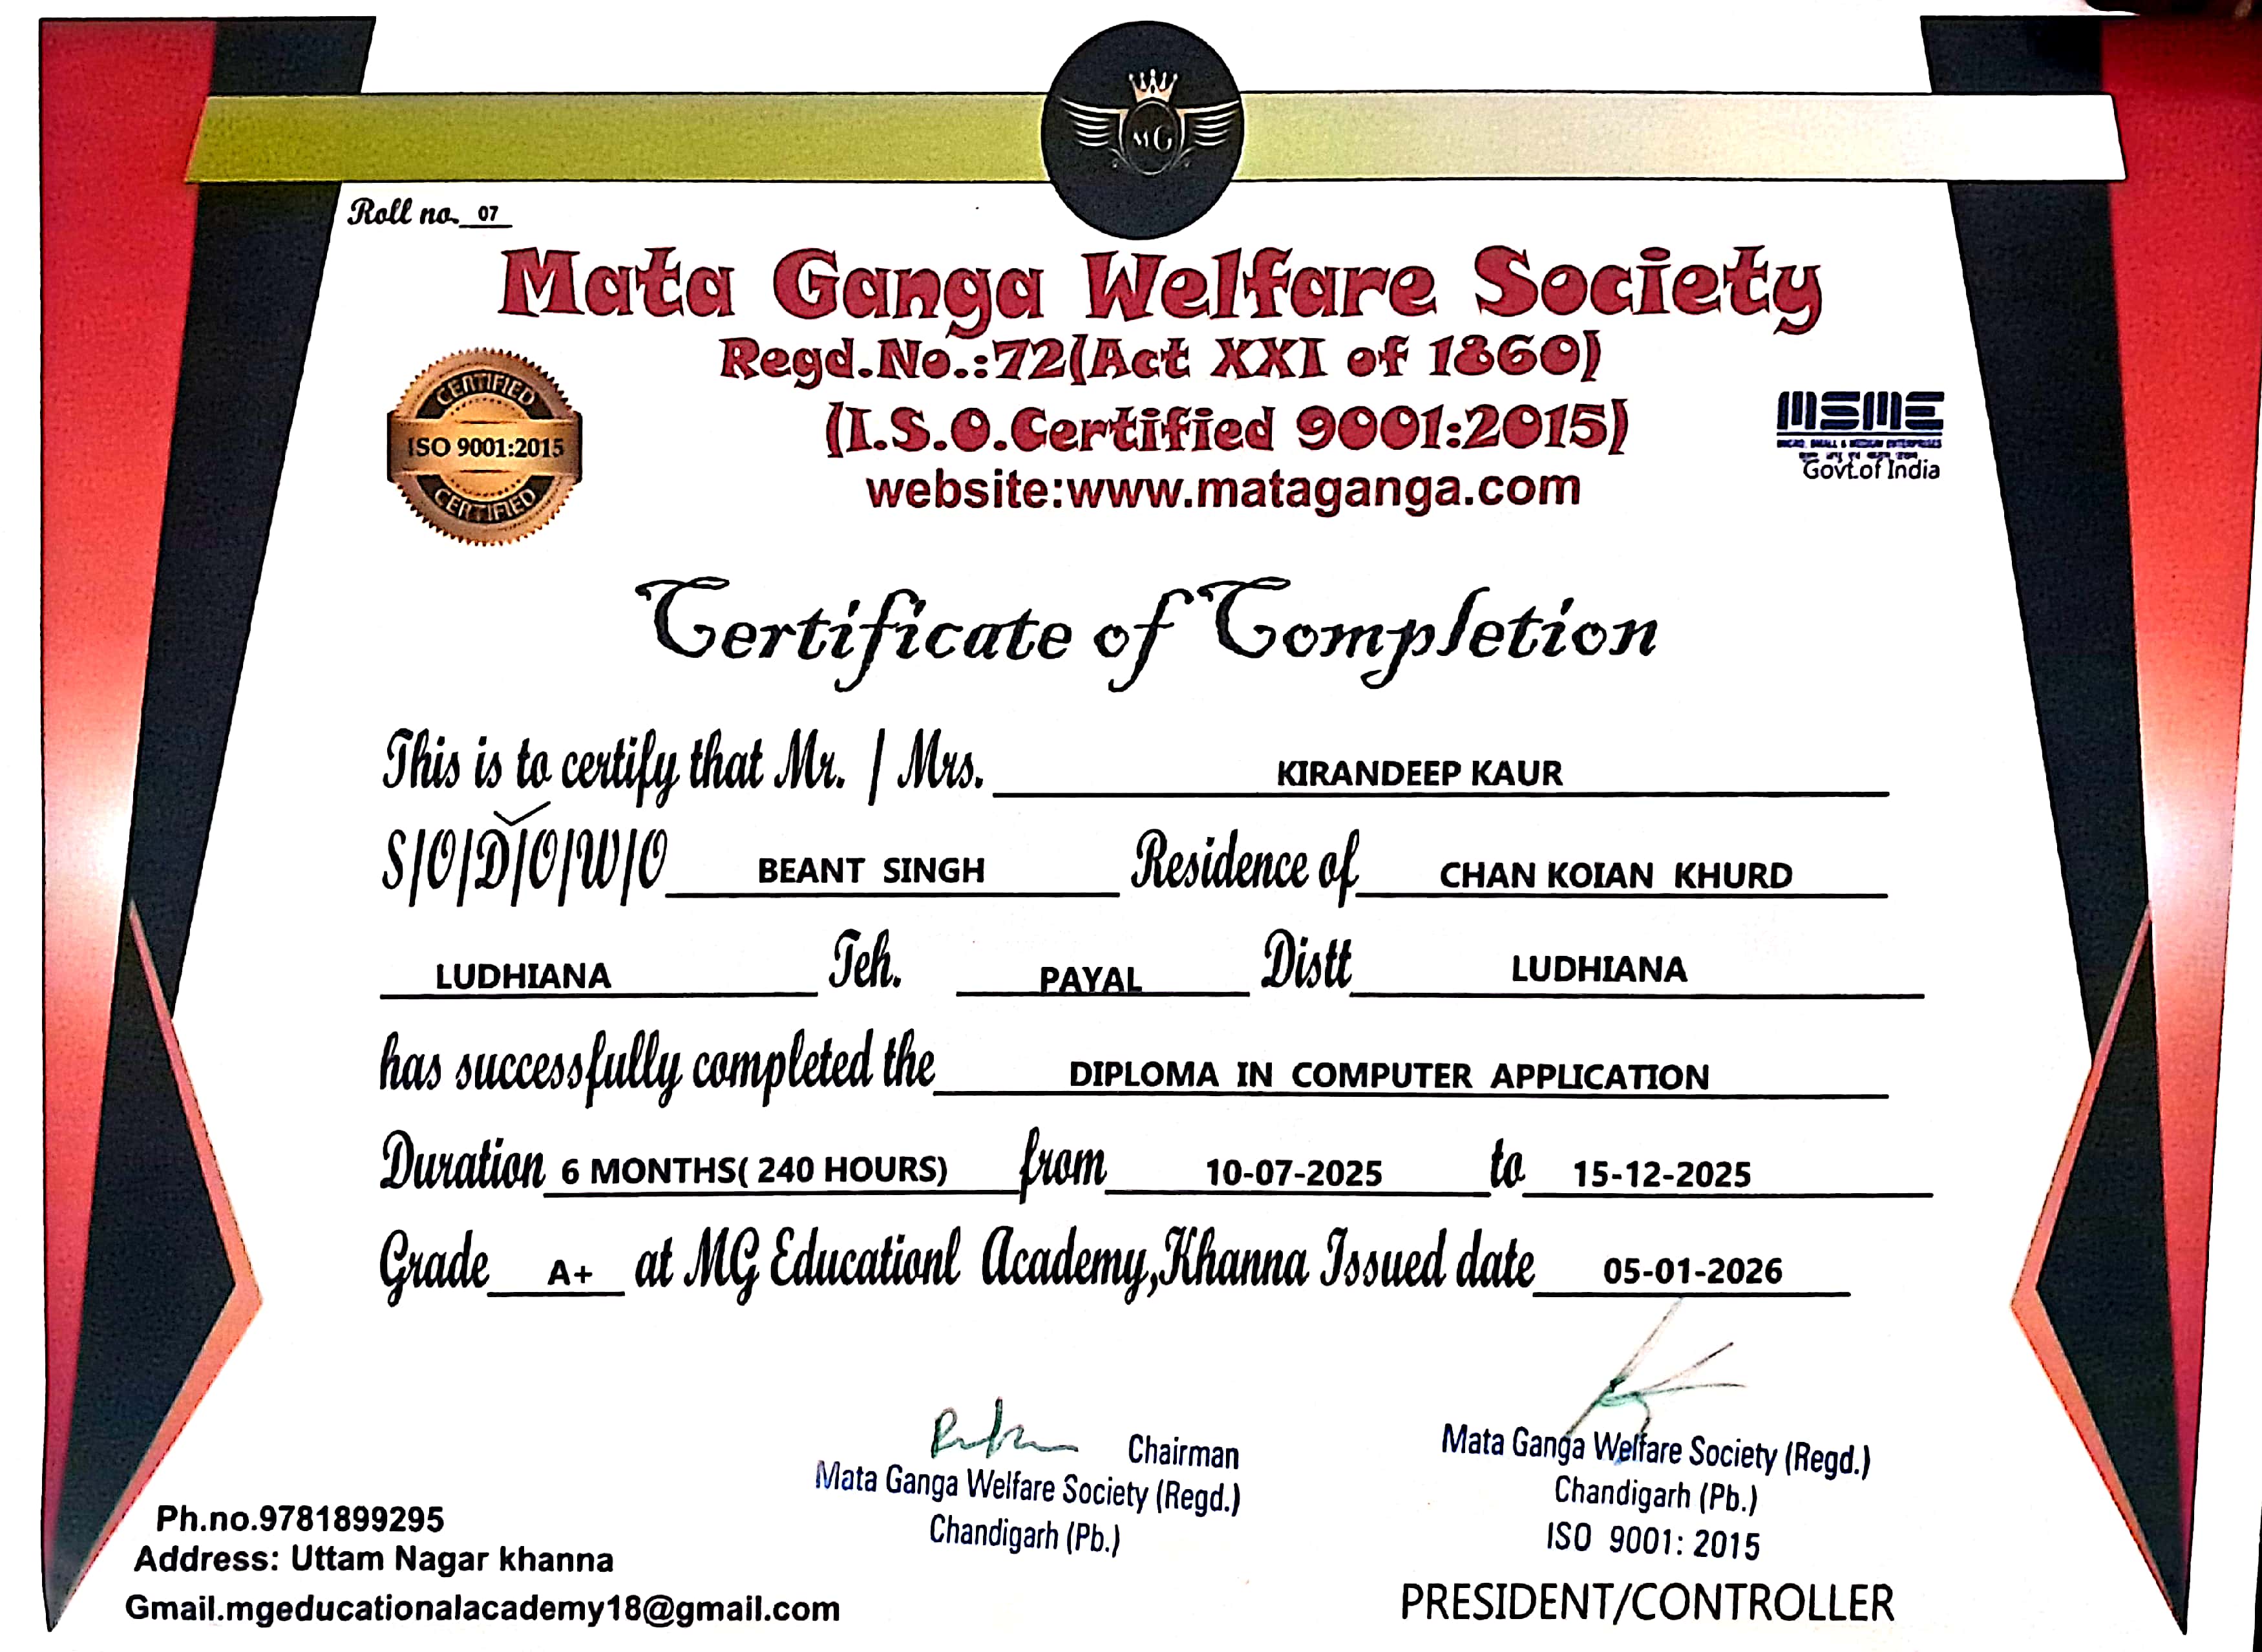 MG
Roll no. 07
Mata Ganga Welfare Society
Regd.No.:72(Act XXI of 1860)
(I.S.O.Certified 9001:2015)
website:www.mataganga.com
CERTIFIED
ISO 9001:2015
CERTIFIED
MSME
MICRO, SMALL & MEDIUM ENTERPRISES
Govt.of India
Certificate of Completion
This is to certify that Mr. / Mrs. KIRANDEEP KAUR
S/O/D/O/W/O BEANT SINGH Residence of CHAN KOIAN KHURD
LUDHIANA Teh. PAYAL Distt LUDHIANA
has successfully completed the DIPLOMA IN COMPUTER APPLICATION
Duration 6 MONTHS( 240 HOURS) from 10-07-2025 to 15-12-2025
Grade A+ at MG Educationl Academy,Khanna Issued date 05-01-2026
Chairman
Mata Ganga Welfare Society (Regd.)
Chandigarh (Pb.)
Mata Ganga Welfare Society (Regd.)
Chandigarh (Pb.)
ISO 9001: 2015
PRESIDENT/CONTROLLER
Ph.no.9781899295
Address: Uttam Nagar khanna
Gmail.mgeducationalacademy18@gmail.com